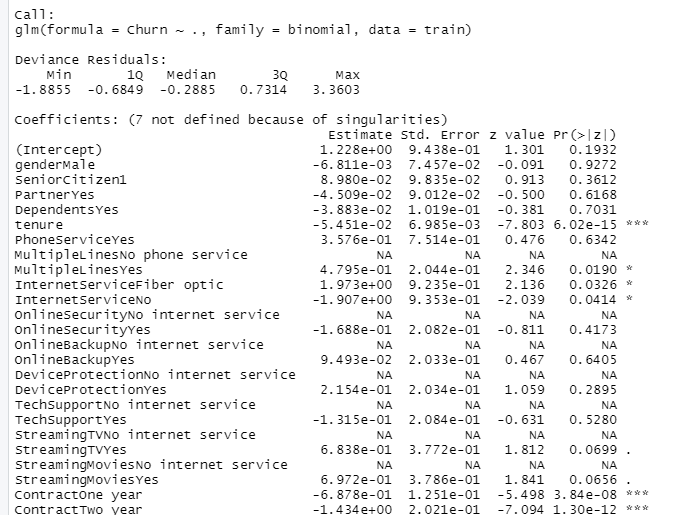 Call:
glm(formula = Churn ~ ., family = binomial, data = train)
Deviance Residuals:
Min 1Q Median 3Q Max
-1.8855 -0.6849 -0.2885 0.7314 3.3603
Coefficients: (7 not defined because of singularities)
Estimate Std. Error z value Pr(>|z|)
(Intercept) 1.228e+00 9.438e-01 1.301 0.1932
genderMale -6.811e-03 7.457e-02 -0.091 0.9272
SeniorCitizen1 8.980e-02 9.835e-02 0.913 0.3612
PartnerYes -4.509e-02 9.012e-02 -0.500 0.6168
DependentsYes -3.883e-02 1.019e-01 -0.381 0.7031
tenure -5.451e-02 6.985e-03 -7.803 6.02e-15 ***
PhoneServiceYes 3.576e-01 7.514e-01 0.476 0.6342
MultipleLinesNo phone service NA NA NA NA
MultipleLinesYes 4.795e-01 2.044e-01 2.346 0.0190 *
InternetServiceFiber optic 1.973e+00 9.235e-01 2.136 0.0326 *
InternetServiceNo -1.907e+00 9.353e-01 -2.039 0.0414 *
OnlineSecurityNo internet service NA NA NA NA
OnlineSecurityYes -1.688e-01 2.082e-01 -0.811 0.4173
OnlineBackupNo internet service NA NA NA NA
OnlineBackupYes 9.493e-02 2.033e-01 0.467 0.6405
DeviceProtectionNo internet service NA NA NA NA
DeviceProtectionYes 2.154e-01 2.034e-01 1.059 0.2895
TechSupportNo internet service NA NA NA NA
TechSupportYes -1.315e-01 2.084e-01 -0.631 0.5280
StreamingTVNo internet service NA NA NA NA
StreamingTVYes 6.838e-01 3.772e-01 1.812 0.0699 .
StreamingMoviesNo internet service NA NA NA NA
StreamingMoviesYes 6.972e-01 3.786e-01 1.841 0.0656 .
ContractOne year -6.878e-01 1.251e-01 -5.498 3.84e-08 ***
ContractTwo year -1.434e+00 2.021e-01 -7.094 1.30e-12 ***